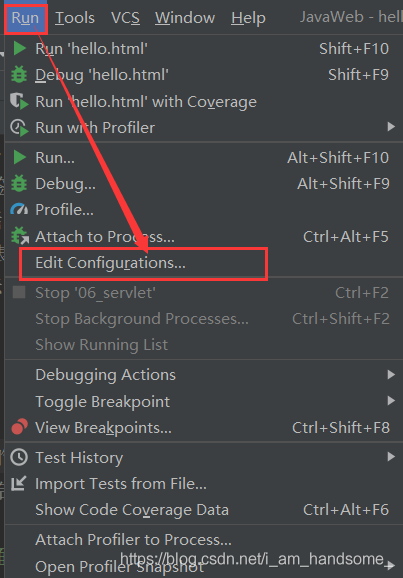 Run Tools VCS Window Help JavaWeb - hell
Run 'hello.html' Shift+F10
Debug 'hello.html' Shift+F9
Run 'hello.html' with Coverage
Run with Profiler
Run... Alt+Shift+F10
Debug... Alt+Shift+F9
Profile...
Attach to Process... Ctrl+Alt+F5
Edit Configurations...
Stop '06_servlet' Ctrl+F2
Stop Background Processes... Ctrl+Shift+F2
Show Running List
Debugging Actions
Toggle Breakpoint
View Breakpoints... Ctrl+Shift+F8
Test History
Import Tests from File...
Show Code Coverage Data Ctrl+Alt+F6
Attach Profiler to Process...
https://blog.csdn.net/i_am_handsome
Open Profiler Snapshot